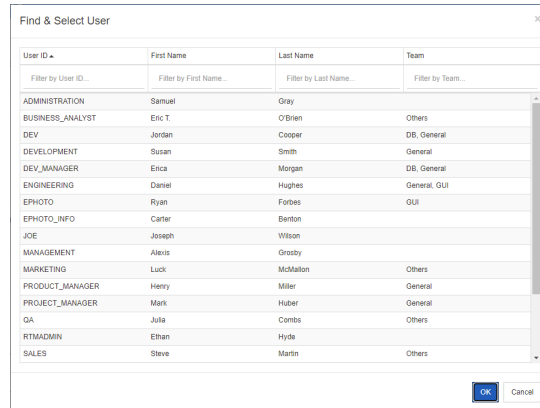 Find & Select User ×
User ID First Name Last Name Team
Filter by User ID... Filter by First Name... Filter by Last Name... Filter by Team...
ADMINISTRATION Samuel Gray
BUSINESS_ANALYST Eric T. O'Brien Others
DEV Jordan Cooper DB, General
DEVELOPMENT Susan Smith General
DEV_MANAGER Erica Morgan DB, General
ENGINEERING Daniel Hughes General, GUI
EPHOTO Ryan Forbes GUI
EPHOTO_INFO Carter Benton
JOE Joseph Wilson
MANAGEMENT Alexis Grosby
MARKETING Luck McMallon Others
PRODUCT_MANAGER Henry Miller General
PROJECT_MANAGER Mark Huber General
QA Julia Combs Others
RTMADMIN Ethan Hyde
SALES Steve Martin Others
OK Cancel